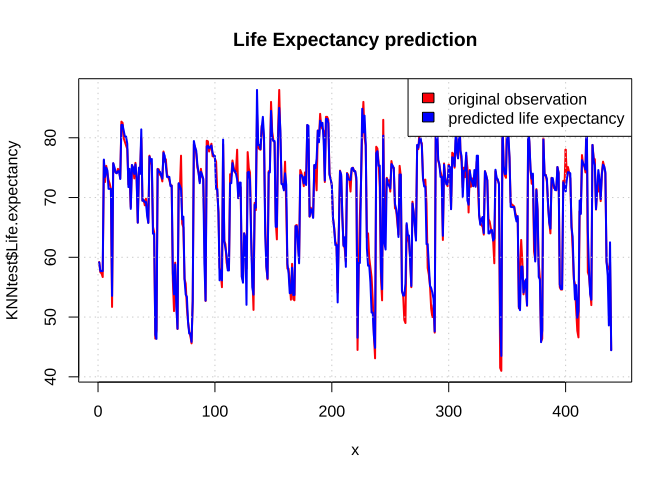 Life Expectancy prediction
original observation
predicted life expectancy
KNNtest$Life.expectancy
80
70
60
50
40
0 100 200 300 400
x